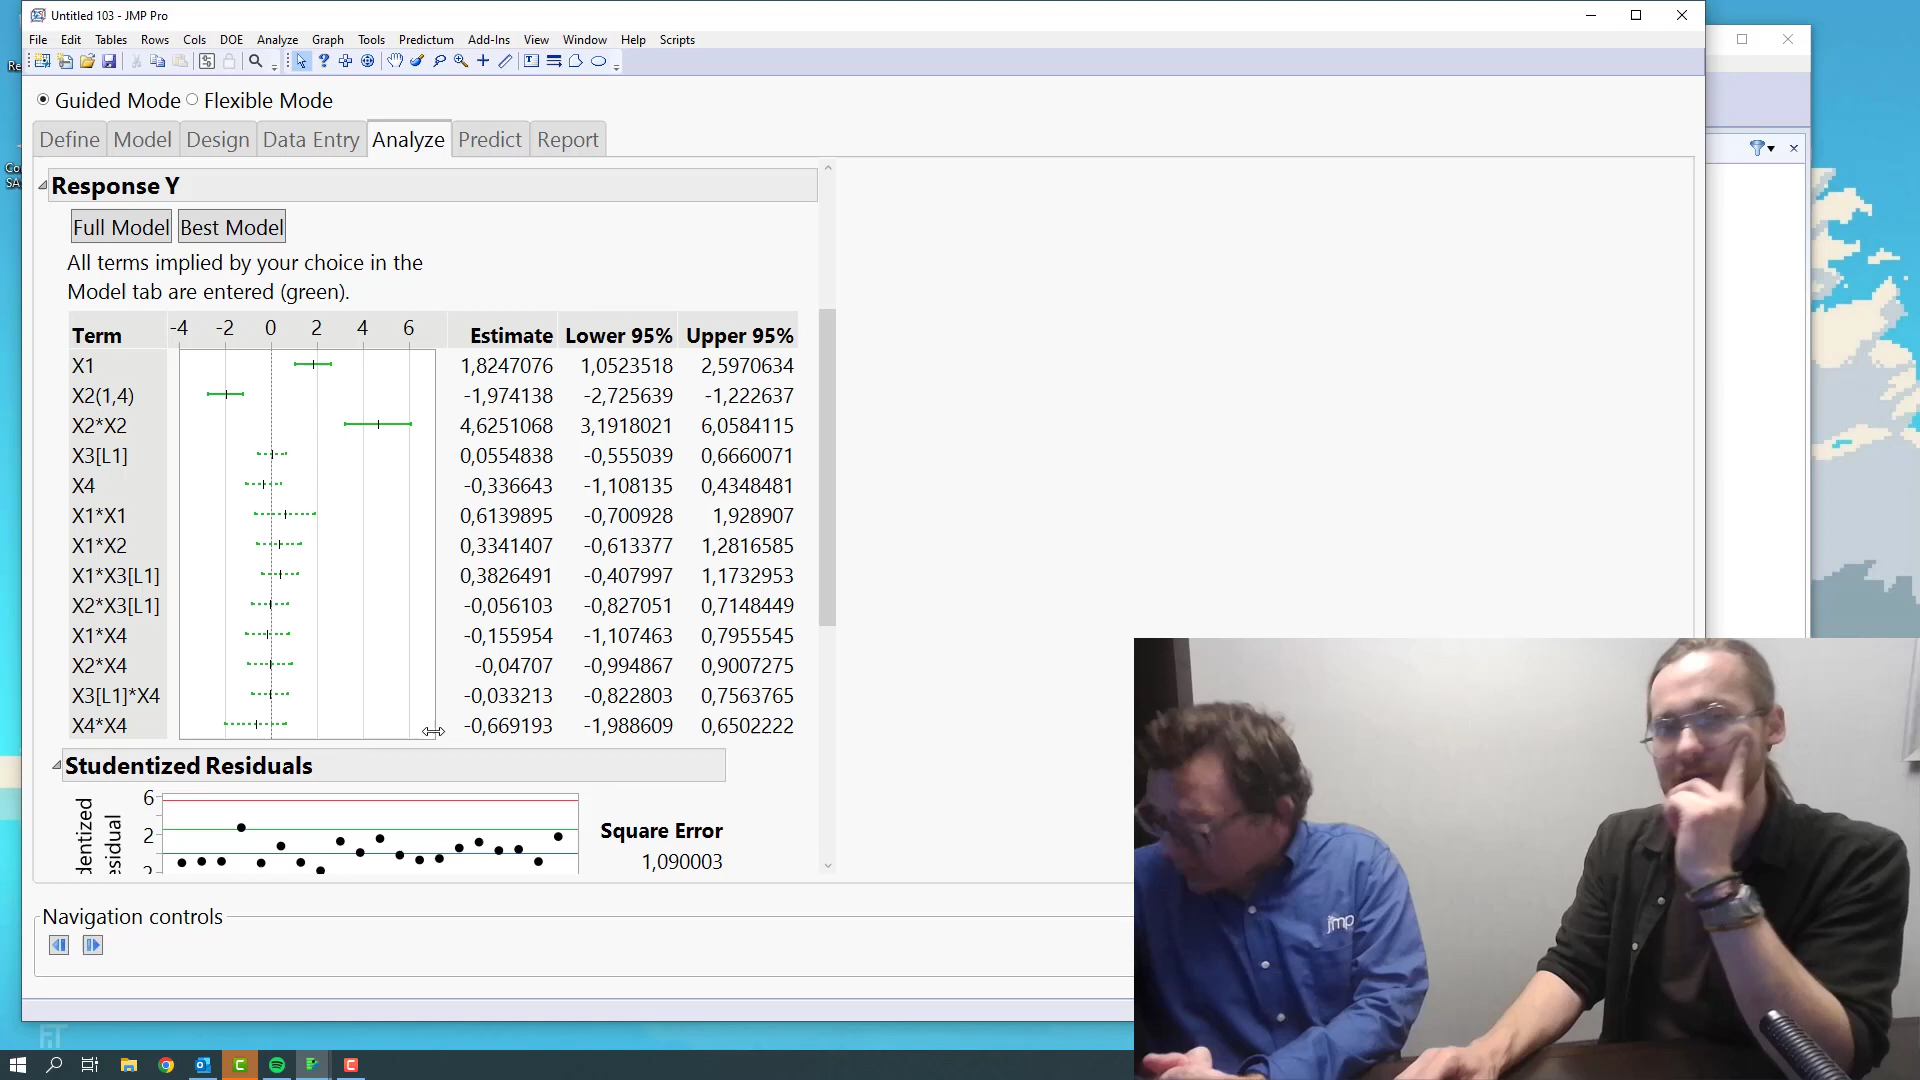 Untitled 103 - JMP Pro
File Edit Tables Rows Cols DOE Analyze Graph Tools Predictum Add-Ins View Window Help Scripts
Re
Guided Mode Flexible Mode
Define Model Design Data Entry Analyze Predict Report
Co
SA
Response Y
Full Model Best Model
All terms implied by your choice in the
Model tab are entered (green).
Term -4 -2 0 2 4 6 Estimate Lower 95% Upper 95%
X1 1,8247076 1,0523518 2,5970634
X2(1,4) -1,974138 -2,725639 -1,222637
X2*X2 4,6251068 3,1918021 6,0584115
X3[L1] 0,0554838 -0,555039 0,6660071
X4 -0,336643 -1,108135 0,4348481
X1*X1 0,6139895 -0,700928 1,928907
X1*X2 0,3341407 -0,613377 1,2816585
X1*X3[L1] 0,3826491 -0,407997 1,1732953
X2*X3[L1] -0,056103 -0,827051 0,7148449
X1*X4 -0,155954 -1,107463 0,7955545
X2*X4 -0,04707 -0,994867 0,9007275
X3[L1]*X4 -0,033213 -0,822803 0,7563765
X4*X4 -0,669193 -1,988609 0,6502222
Studentized Residuals
dentized
esidual
6
2
Square Error
1,090003
Navigation controls
jmp